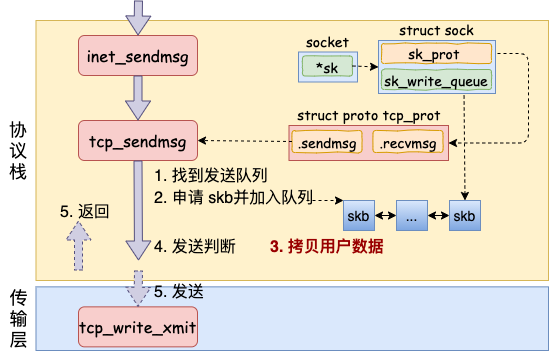 inet_sendmsg
socket
*sk
struct sock
sk_prot
sk_write_queue
协议栈
tcp_sendmsg
struct proto tcp_prot
.sendmsg
.recvmsg
1. 找到发送队列
2. 申请 skb并加入队列
skb
...
skb
5. 返回
4. 发送判断
3. 拷贝用户数据
5. 发送
传输层
tcp_write_xmit